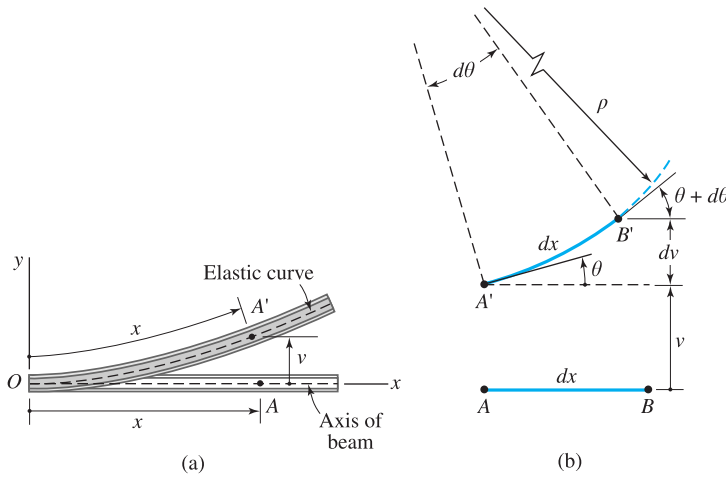 y
Elastic curve
A'
x
v
O
x
A
x
Axis of
beam
(a)
dθ
ρ
θ + dθ
B'
dx
dv
θ
A'
v
dx
A
B
(b)